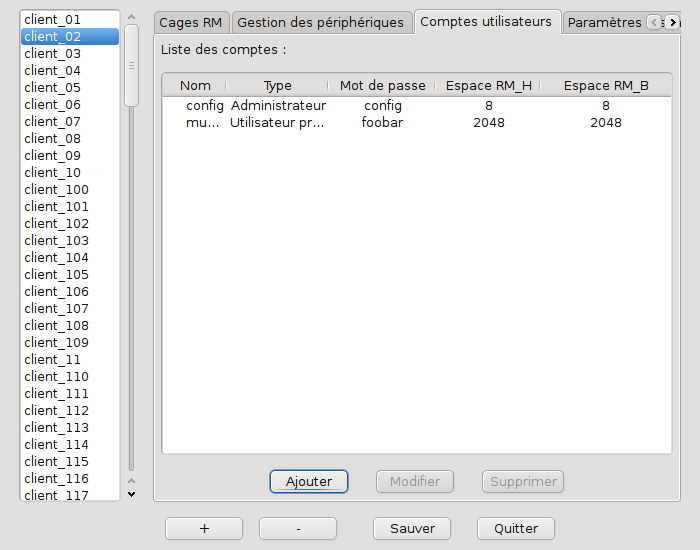 client_01
client_02
client_03
client_04
client_05
client_06
client_07
client_08
client_09
client_10
client_100
client_101
client_102
client_103
client_104
client_105
client_106
client_107
client_108
client_109
client_11
client_110
client_111
client_112
client_113
client_114
client_115
client_116
client_117
Cages RM Gestion des périphériques Comptes utilisateurs Paramètres
Liste des comptes :
Nom Type Mot de passe Espace RM_H Espace RM_B
config Administrateur config 8 8
mu... Utilisateur pr... foobar 2048 2048
Ajouter Modifier Supprimer
+ - Sauver Quitter